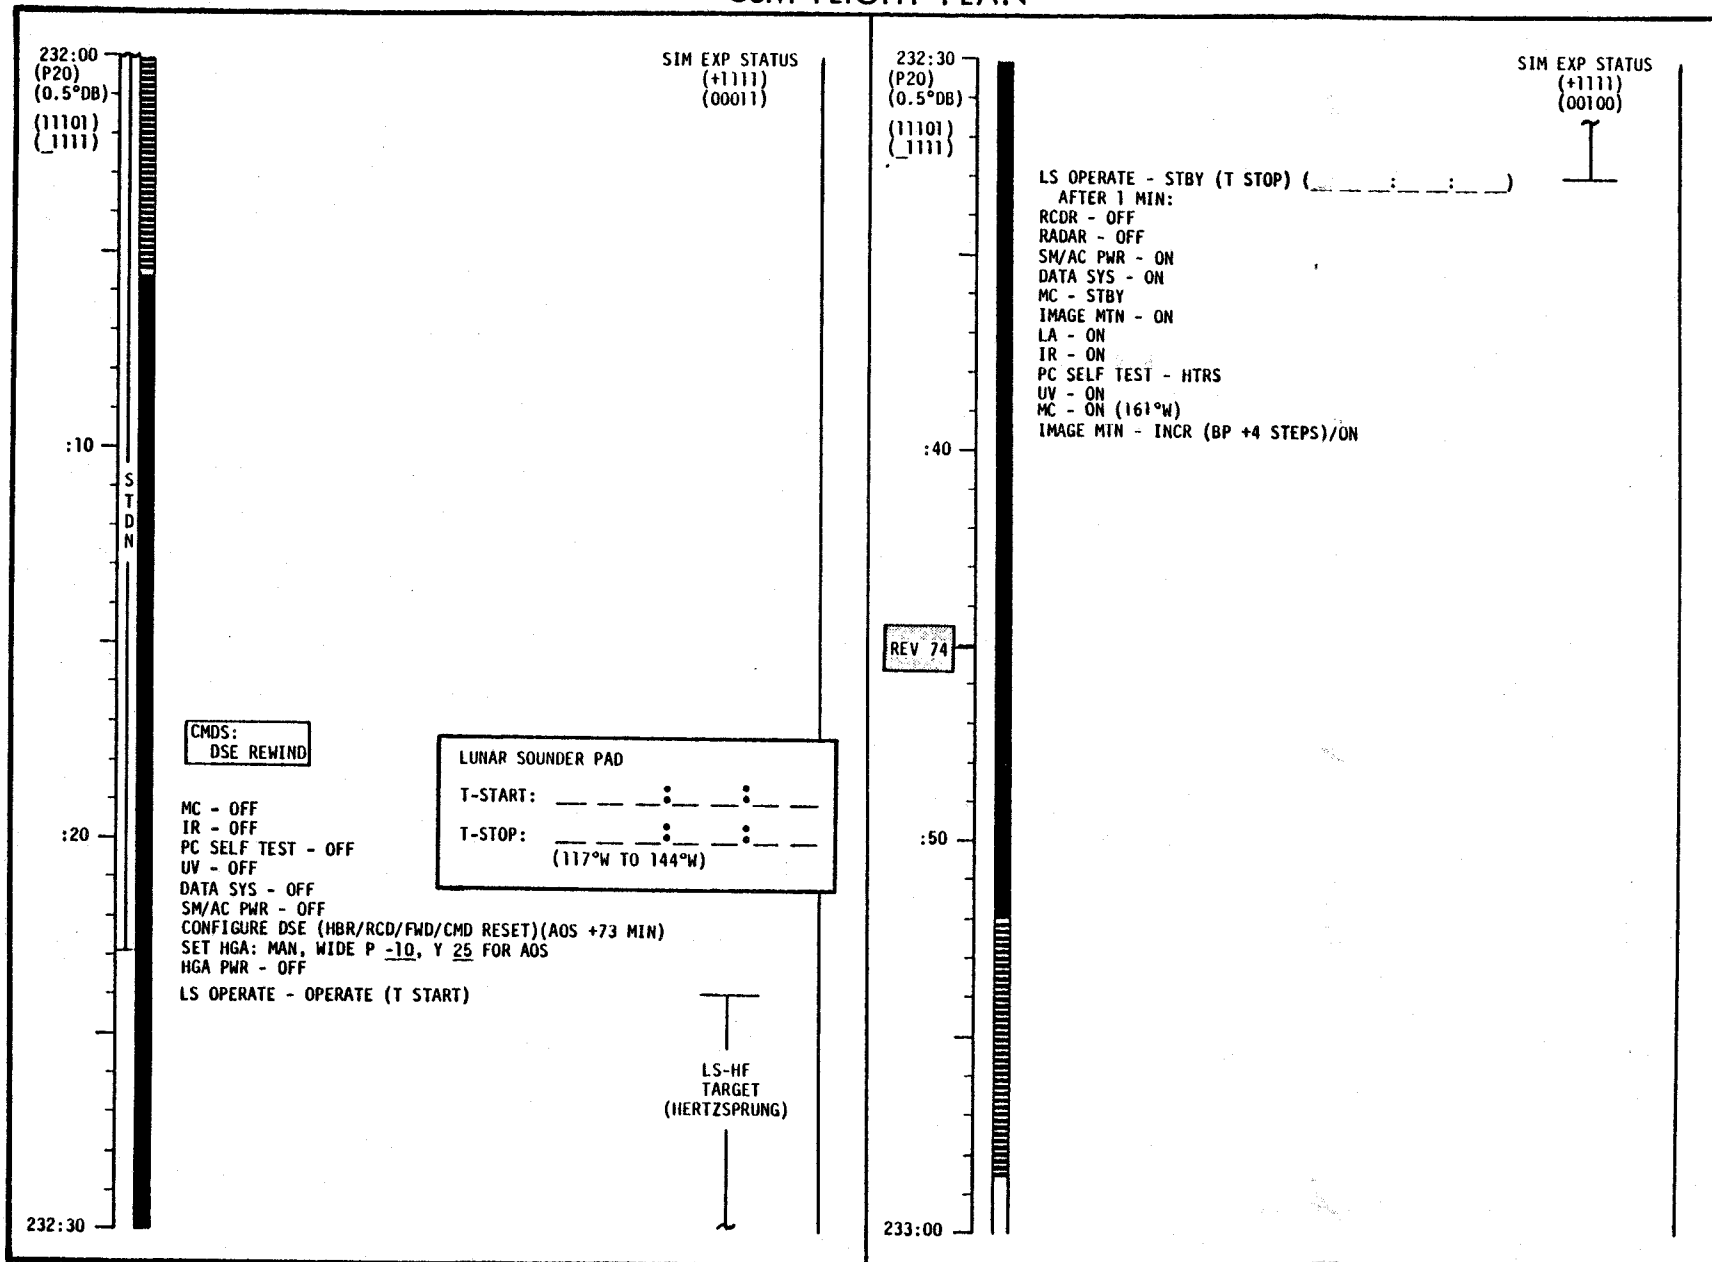 CSM FLIGHT PLAN
232:00
(P20)
(0.5°DB)
(11101)
(_1111)
:10
STDN
:20
232:30
SIM EXP STATUS
(+1111)
(00011)
CMDS:
DSE REWIND
LUNAR SOUNDER PAD
T-START: __ __ __:__ __:__ __
T-STOP: __ __ __:__ __:__ __
(117°W TO 144°W)
MC - OFF
IR - OFF
PC SELF TEST - OFF
UV - OFF
DATA SYS - OFF
SM/AC PWR - OFF
CONFIGURE DSE (HBR/RCD/FWD/CMD RESET)(AOS +73 MIN)
SET HGA: MAN, WIDE P -10, Y 25 FOR AOS
HGA PWR - OFF
LS OPERATE - OPERATE (T START)
LS-HF
TARGET
(HERTZSPRUNG)
232:30
(P20)
(0.5°DB)
(11101)
(_1111)
:40
REV 74
:50
233:00
SIM EXP STATUS
(+1111)
(00100)
LS OPERATE - STBY (T STOP) (__ __ __:__ __:__ __)
AFTER 1 MIN:
RCDR - OFF
RADAR - OFF
SM/AC PWR - ON
DATA SYS - ON
MC - STBY
IMAGE MTN - ON
LA - ON
IR - ON
PC SELF TEST - HTRS
UV - ON
MC - ON (161°W)
IMAGE MTN - INCR (BP +4 STEPS)/ON